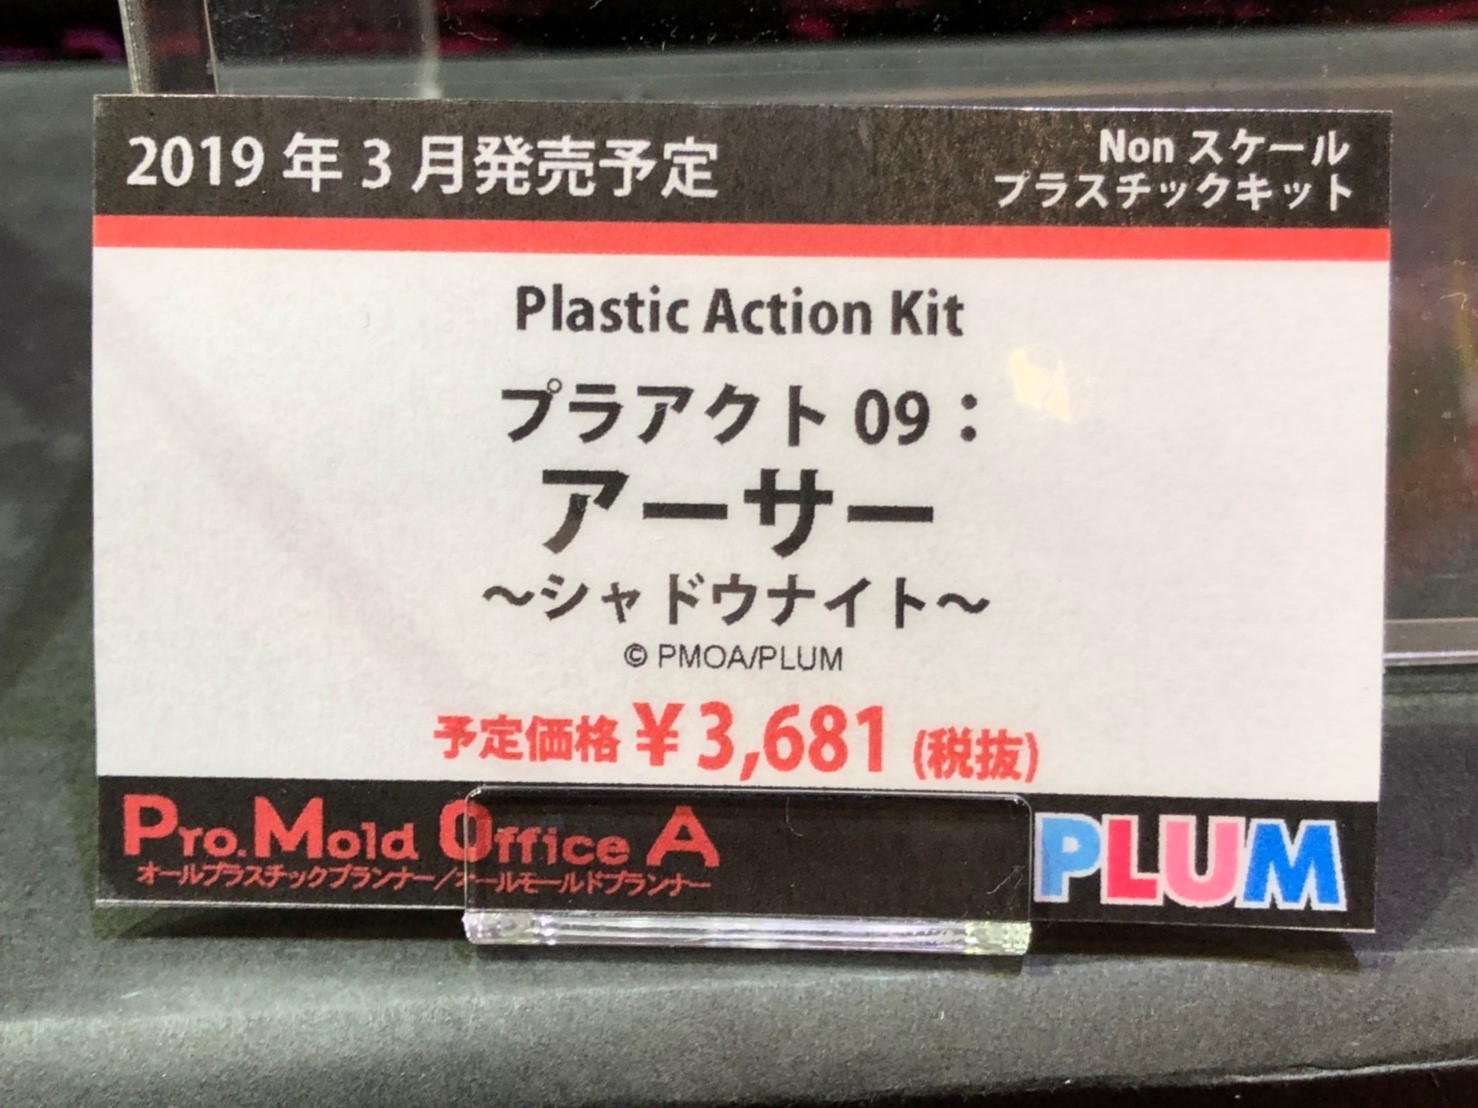 2019 年 3 月発売予定
Non スケール
プラスチックキット
Plastic Action Kit
プラアクト 09：
アーサー
～シャドウナイト～
© PMOA/PLUM
予定価格 ¥3,681 (税抜)
Pro. Mold Office A
オールプラスチックプランナー/オールモールドプランナー
PLUM